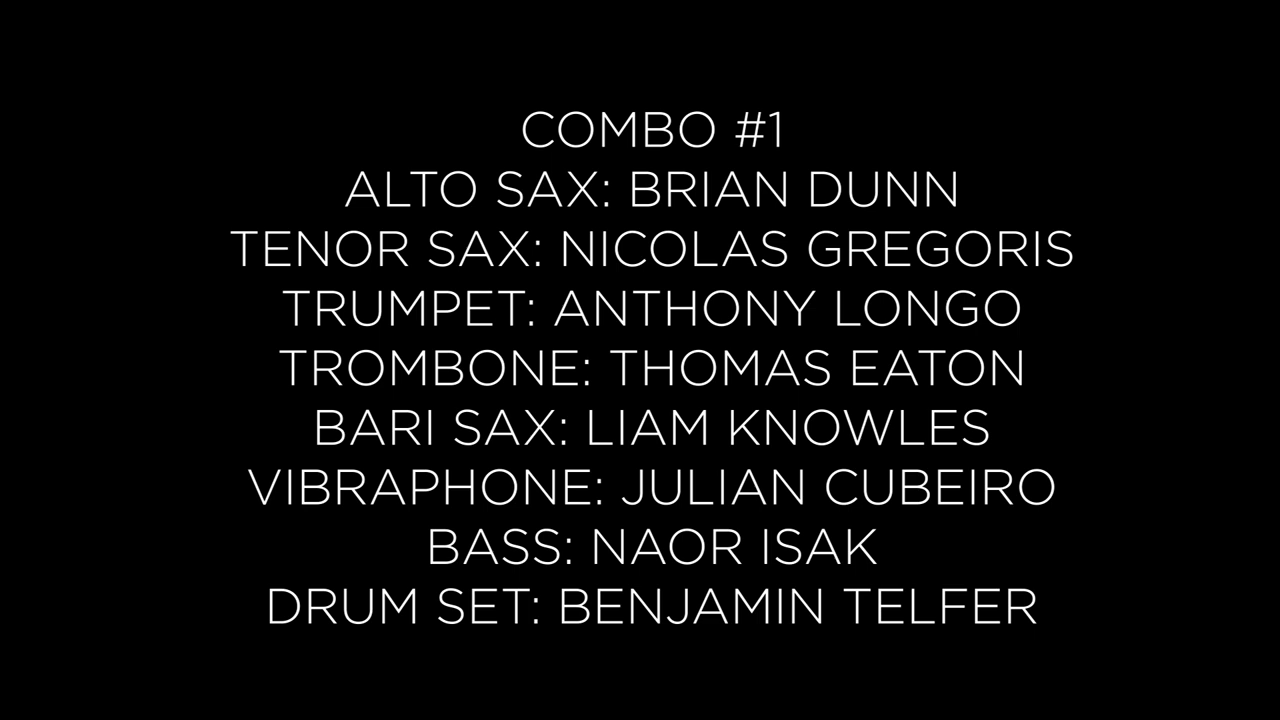 COMBO #1
ALTO SAX: BRIAN DUNN
TENOR SAX: NICOLAS GREGORIS
TRUMPET: ANTHONY LONGO
TROMBONE: THOMAS EATON
BARI SAX: LIAM KNOWLES
VIBRAPHONE: JULIAN CUBEIRO
BASS: NAOR ISAK
DRUM SET: BENJAMIN TELFER